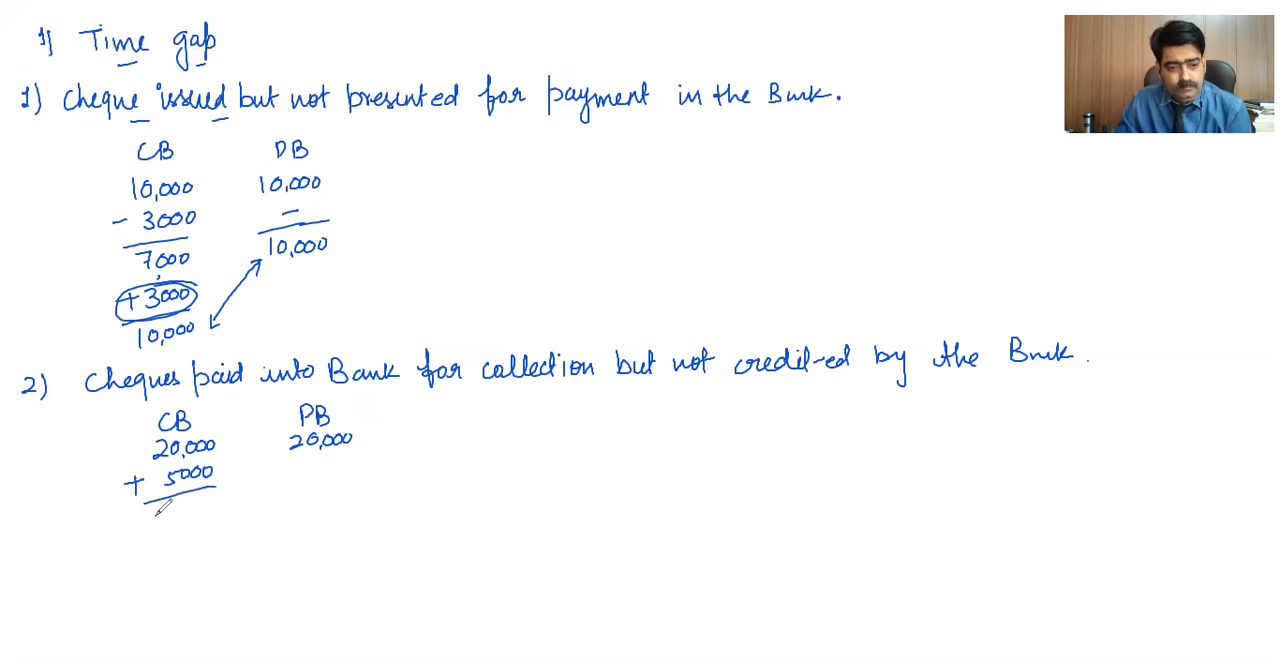 1) Time gap
1) Cheque issued but not presented for payment in the Bank.
CB PB
10,000 10,000
- 3000 -
7000 10,000
+3000
10,000
2) Cheques paid into Bank for collection but not credited by the Bank.
CB PB
20,000 20,000
+ 5000